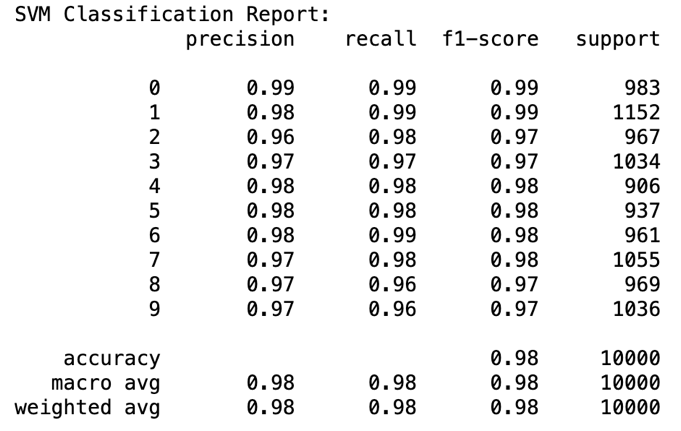 SVM Classification Report:
precision recall f1-score support
0 0.99 0.99 0.99 983
1 0.98 0.99 0.99 1152
2 0.96 0.98 0.97 967
3 0.97 0.97 0.97 1034
4 0.98 0.98 0.98 906
5 0.98 0.98 0.98 937
6 0.98 0.99 0.98 961
7 0.97 0.98 0.98 1055
8 0.97 0.96 0.97 969
9 0.97 0.96 0.97 1036
accuracy 0.98 10000
macro avg 0.98 0.98 0.98 10000
weighted avg 0.98 0.98 0.98 10000